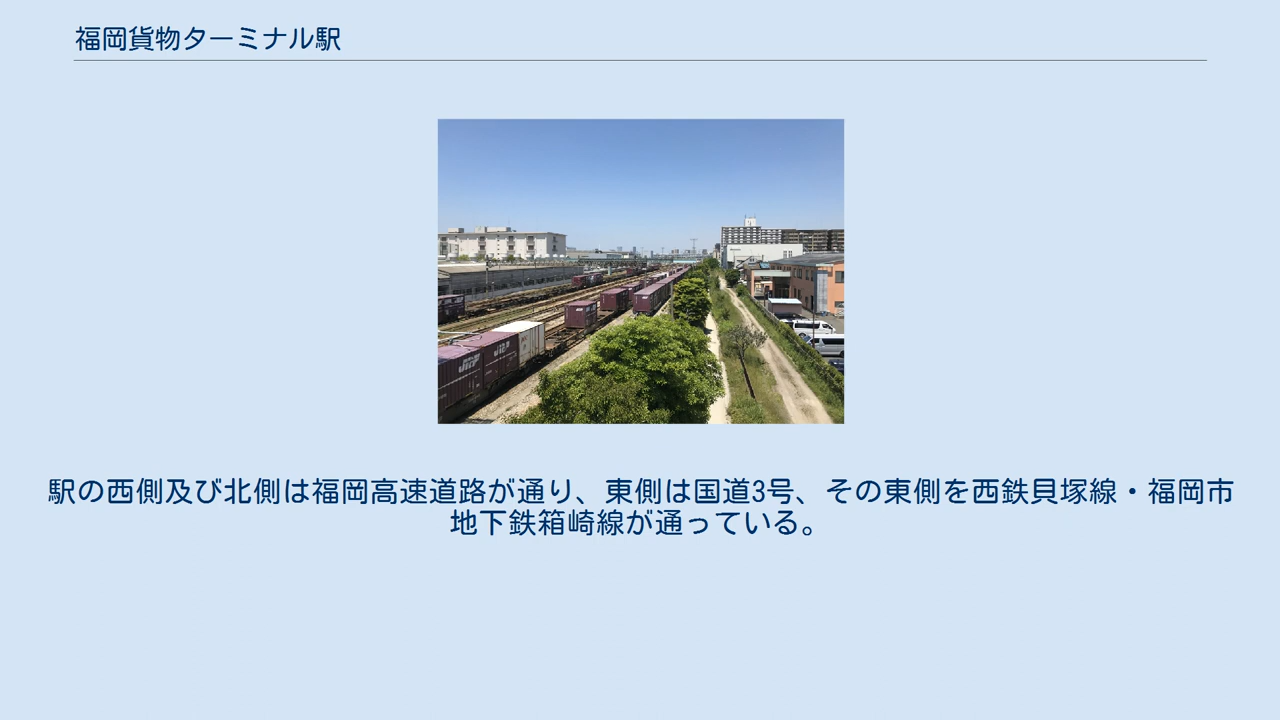 福岡貨物ターミナル駅
JRF
JRF
駅の西側及び北側は福岡高速道路が通り、東側は国道3号、その東側を西鉄貝塚線・福岡市
地下鉄箱崎線が通っている。